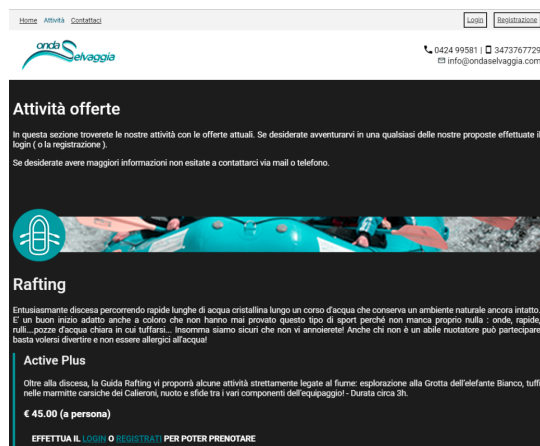 Home Attività Contattaci
Login Registrazione
onda Selvaggia
0424 99581 | 3473767729
info@ondaselvaggia.com
Attività offerte
In questa sezione troverete le nostre attività con le offerte attuali. Se desiderate avventurarvi in una qualsiasi delle nostre proposte effettuate il
login ( o la registrazione ).
Se desiderate avere maggiori informazioni non esitate a contattarci via mail o telefono.
Rafting
Entusiasmante discesa percorrendo rapide lunghe di acqua cristallina lungo un corso d'acqua che conserva un ambiente naturale ancora intatto.
E' un buon inizio adatto anche a coloro che non hanno mai provato questo tipo di sport perché non manca proprio nulla : onde, rapide,
rulli....pozze d'acqua chiara in cui tuffarsi... Insomma siamo sicuri che non vi annoierete! Anche chi non è un abile nuotatore può partecipare
basta volersi divertire e non essere allergici all'acqua!
Active Plus
Oltre alla discesa, la Guida Rafting vi proporrà alcune attività strettamente legate al fiume: esplorazione alla Grotta dell'elefante Bianco, tuffi
nelle marmitte carsiche dei Calieroni, nuoto e sfide tra i vari componenti dell'equipaggio! - Durata circa 3h.
€ 45.00 (a persona)
EFFETTUA IL LOGIN O REGISTRATI PER POTER PRENOTARE